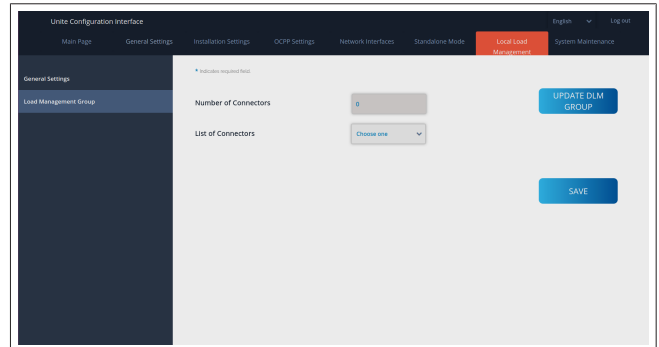 Unite Configuration Interface
English
Log out
Main Page
General Settings
Installation Settings
OCPP Settings
Network Interfaces
Standalone Mode
Local Load
Management
System Maintenance
General Settings
Load Management Group
* Indicates required field.
Number of Connectors
0
UPDATE DLM
GROUP
List of Connectors
Choose one
SAVE